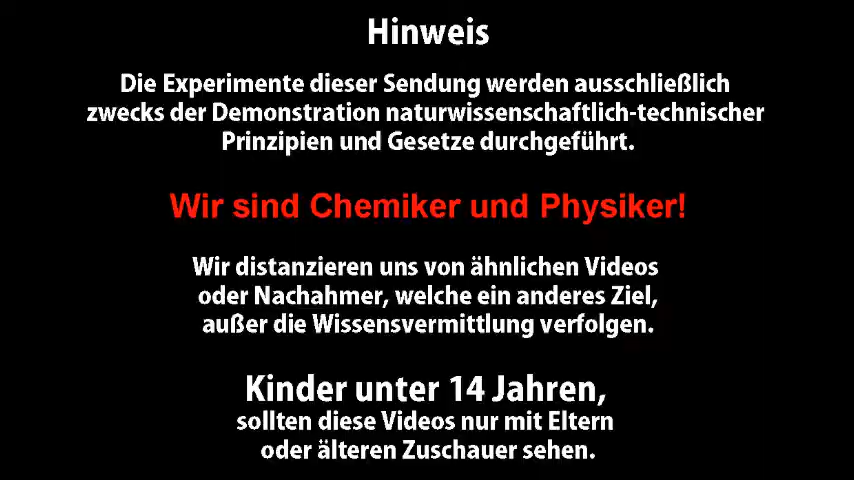 Hinweis
Die Experimente dieser Sendung werden ausschließlich
zwecks der Demonstration naturwissenschaftlich-technischer
Prinzipien und Gesetze durchgeführt.
Wir sind Chemiker und Physiker!
Wir distanzieren uns von ähnlichen Videos
oder Nachahmer, welche ein anderes Ziel,
außer die Wissensvermittlung verfolgen.
Kinder unter 14 Jahren,
sollten diese Videos nur mit Eltern
oder älteren Zuschauer sehen.